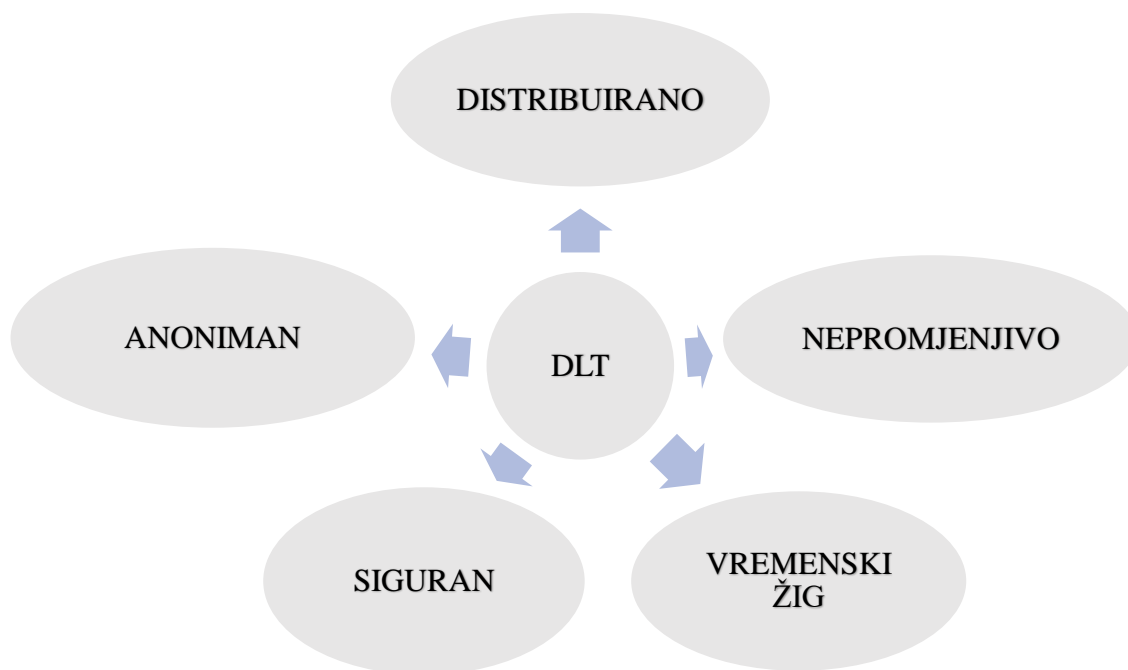 DISTRIBUIRANO
ANONIMAN
DLT
NEPROMJENJIVO
SIGURAN
VREMENSKI
ŽIG